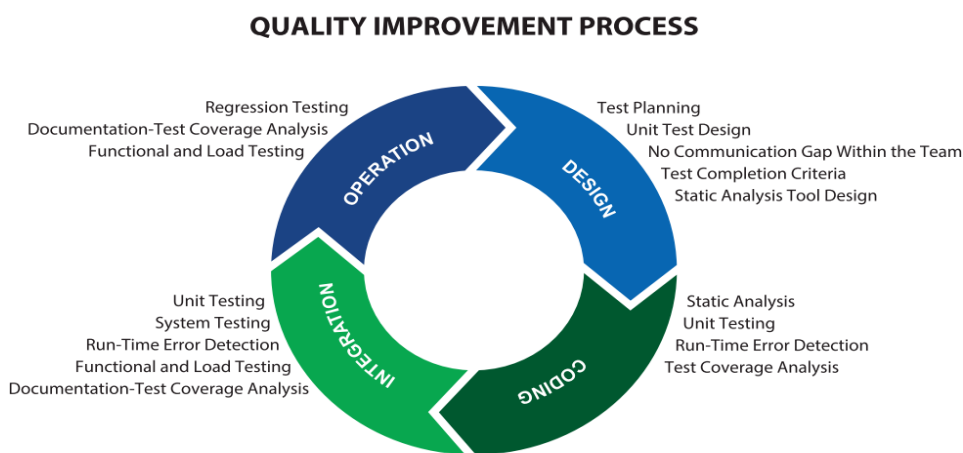 QUALITY IMPROVEMENT PROCESS
Regression Testing
Documentation-Test Coverage Analysis
Functional and Load Testing
OPERATION
DESIGN
Test Planning
Unit Test Design
No Communication Gap Within the Team
Test Completion Criteria
Static Analysis Tool Design
Unit Testing
System Testing
Run-Time Error Detection
Functional and Load Testing
Documentation-Test Coverage Analysis
INTEGRATION
CODING
Static Analysis
Unit Testing
Run-Time Error Detection
Test Coverage Analysis